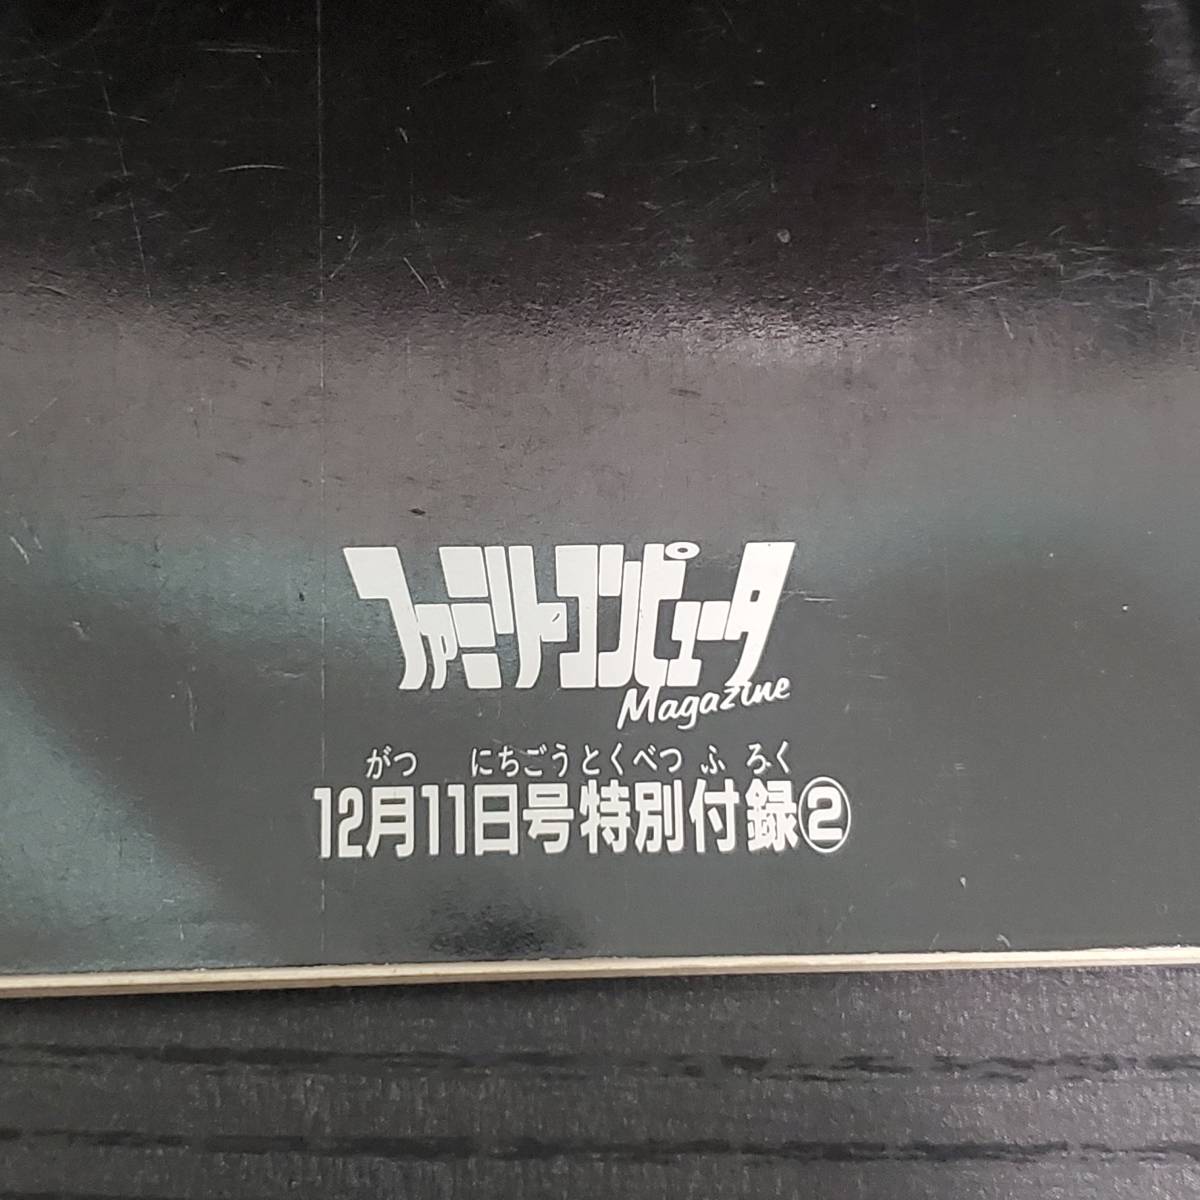 ファミリーコンピュータ
Magazine
がつ にちごうとくべつふろく
12月11日号特別付録②